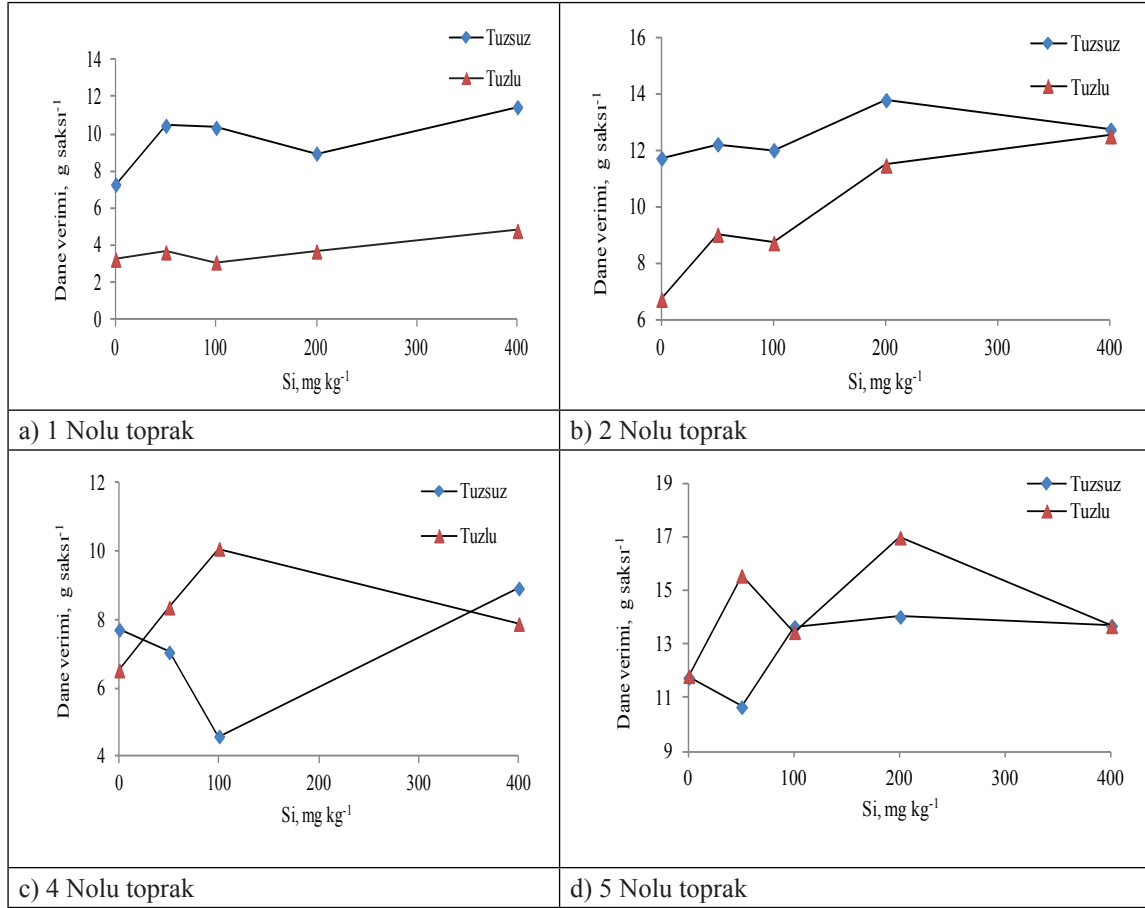 Tuzsuz
Tuzlu
Dane verimi, g saksı-1
14
12
10
8
6
4
2
0
0 100 200 300 400
Si, mg kg-1
a) 1 Nolu toprak
Tuzsuz
Tuzlu
Dane verimi, g saksı-1
16
14
12
10
8
6
0 100 200 300 400
Si, mg kg-1
b) 2 Nolu toprak
Tuzsuz
Tuzlu
Dane verimi, g saksı-1
12
10
8
6
4
0 100 200 300 400
Si, mg kg-1
c) 4 Nolu toprak
Tuzsuz
Tuzlu
Dane verimi, g saksı-1
19
17
15
13
11
9
0 100 200 300 400
Si, mg kg-1
d) 5 Nolu toprak